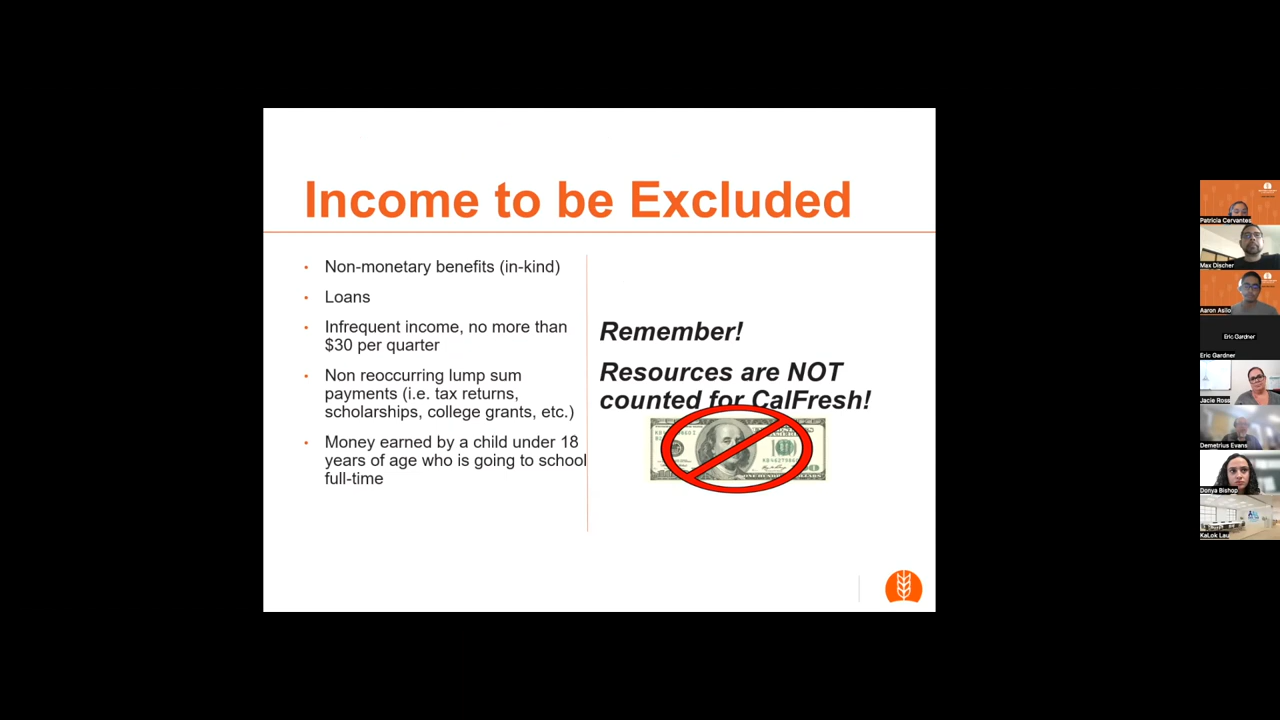 Income to be Excluded
• Non-monetary benefits (in-kind)
• Loans
• Infrequent income, no more than
$30 per quarter
• Non reoccurring lump sum
payments (i.e. tax returns,
scholarships, college grants, etc.)
• Money earned by a child under 18
years of age who is going to school
full-time
Remember!
Resources are NOT
counted for CalFresh!
Patricia Cervantes
Max Discher
Aaron Asilo
Eric Gardner
Eric Gardner
Jacie Ross
Demetrius Evans
Donya Bishop
KaLok Lau